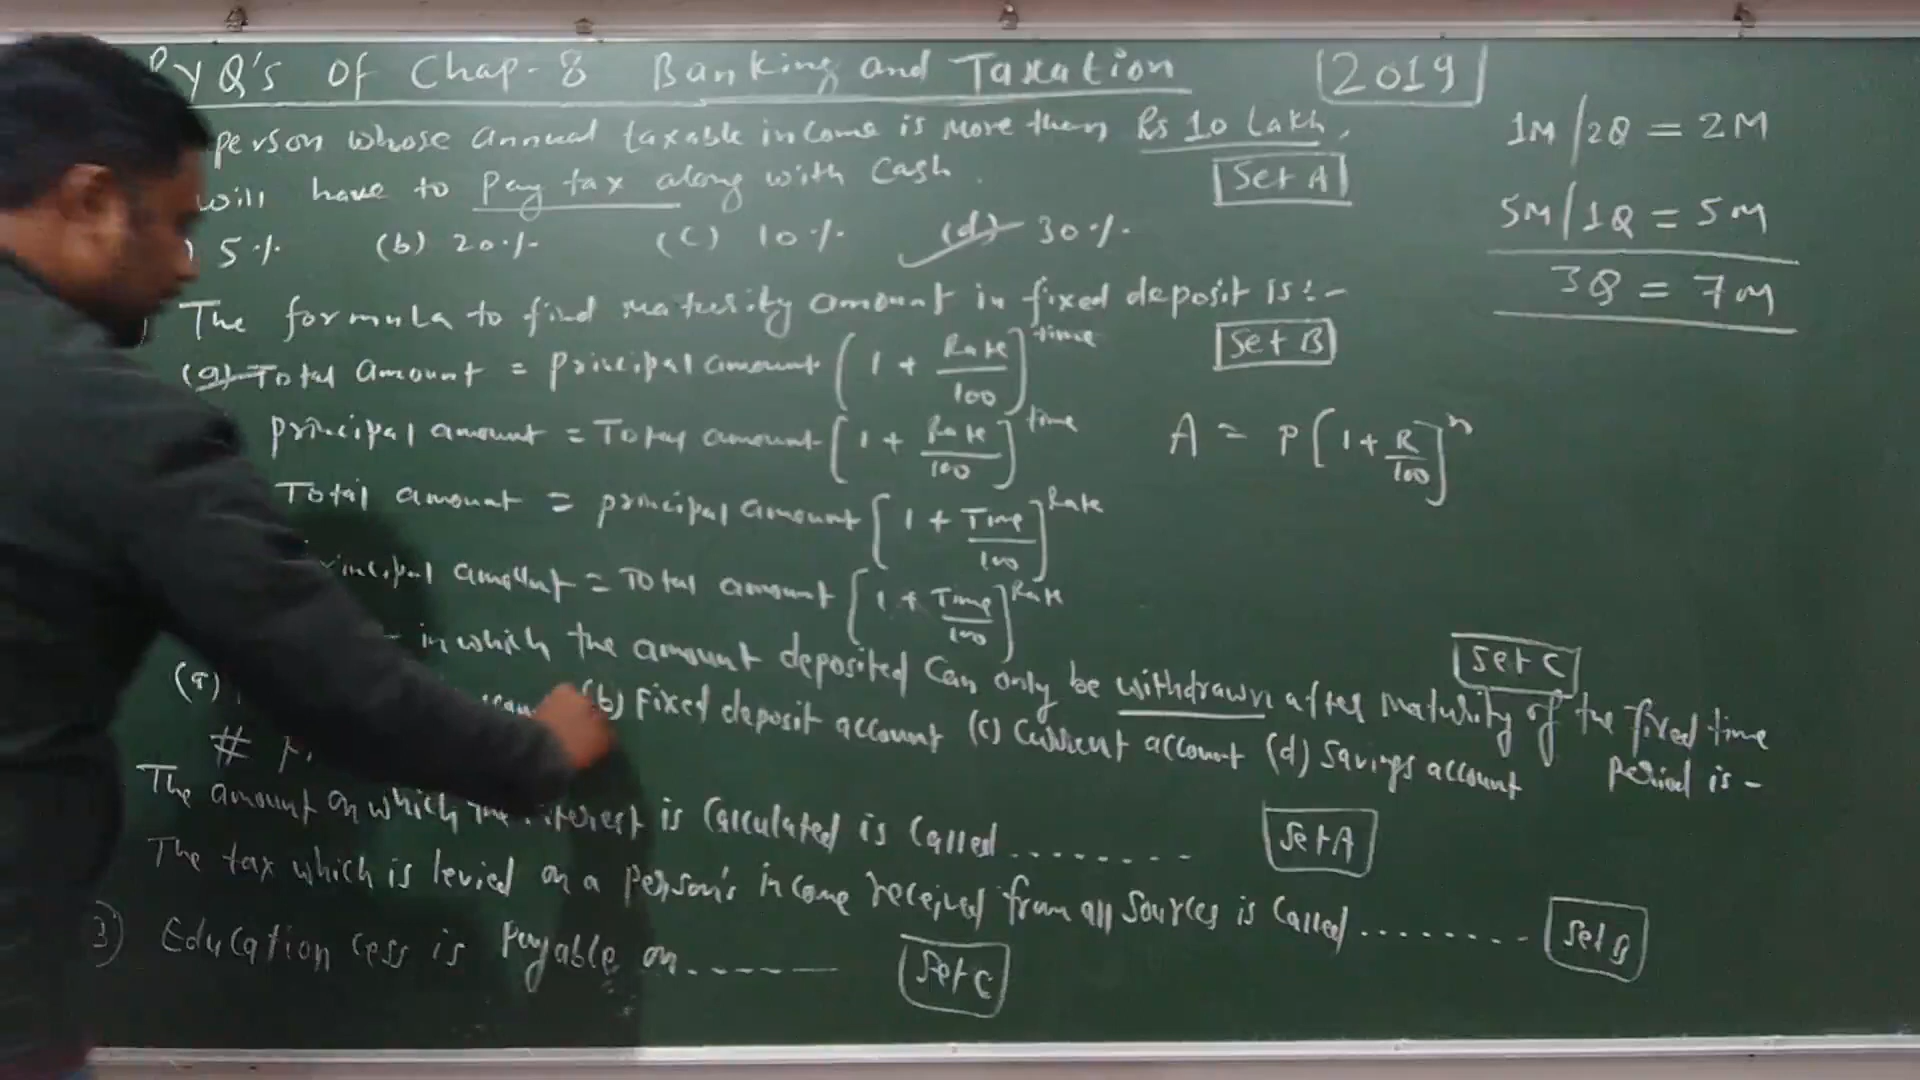 PYQ's Of Chap-8 Banking and Taxation
2019
person whose annual taxable income is more than Rs 10 Lakh,
will have to pay tax along with Cash.
Set A
) 5% (b) 20% (c) 10% (d) 30%
The formula to find maturity amount in fixed deposit is:-
Set B
(a) Total amount = principal amount [1 + Rate/100]^time
principal amount = Total amount [1 + Rate/100]^time
Total amount = principal amount [1 + Time/100]^Rate
rincipal amount = Total amount [1 + Time/100]^Rate
A = P[1 + R/100]^n
in which the amount deposited Can only be withdrawn after maturity of the fixed time period is -
Set C
(a) (b) Fixed deposit account (c) Current account (d) Savings account
#
The amount on which the interest is Calculated is Called ........
Set A
The tax which is levied on a person's income received from all Sources is Called ........
Set B
3) Education cess is payable on ......
Set C
1M/2Q = 2M
5M/1Q = 5M
3Q = 7M